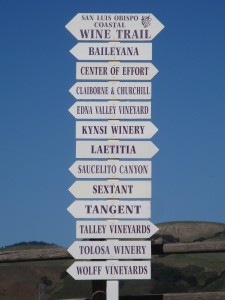 SAN LUIS OBISPO
COASTAL
WINE TRAIL
BAILEYANA
CENTER OF EFFORT
CLAIBORNE & CHURCHILL
EDNA VALLEY VINEYARD
KYNSI WINERY
LAETITIA
SAUCELITO CANYON
SEXTANT
TANGENT
TALLEY VINEYARDS
TOLOSA WINERY
WOLFF VINEYARDS